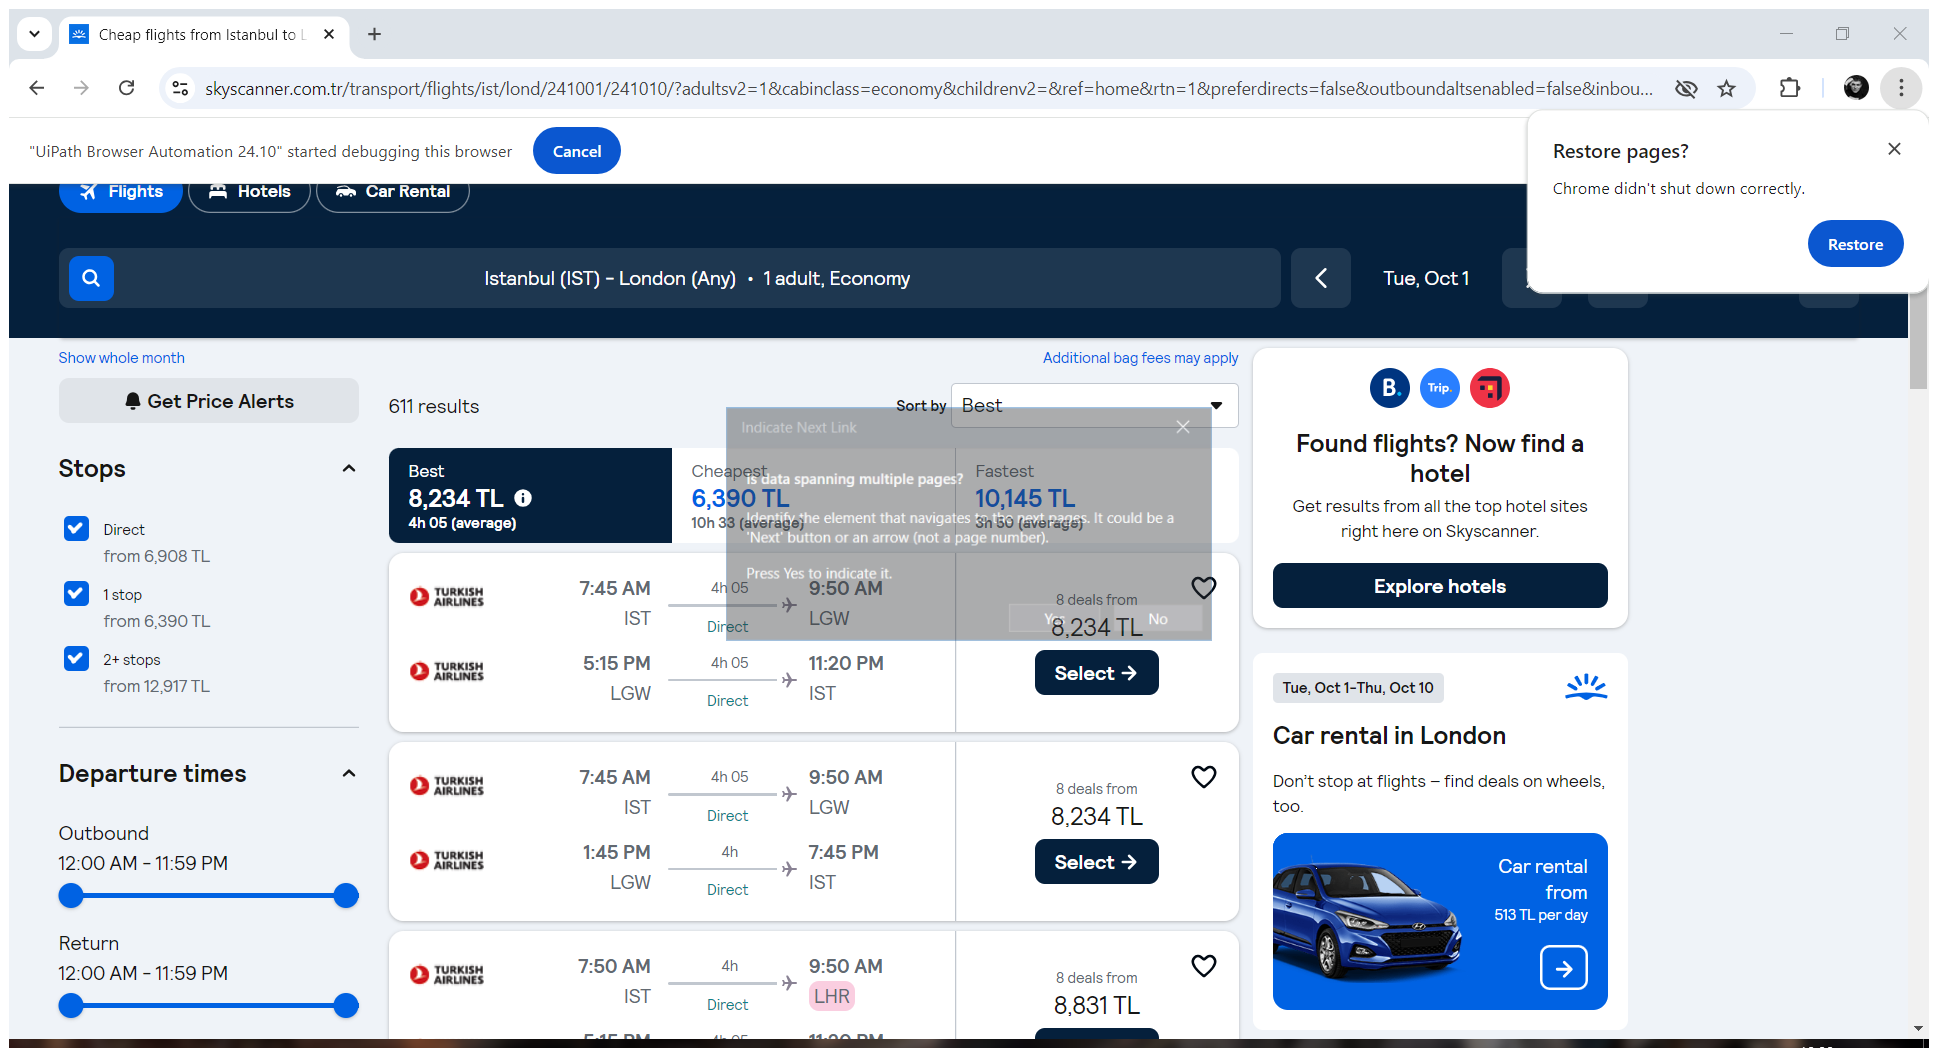 Cheap flights from Istanbul to L
skyscanner.com.tr/transport/flights/ist/lond/241001/241010/?adultsv2=1&cabinclass=economy&childrenv2=&ref=home&rtn=1&preferdirects=false&outboundaltsenabled=false&inbou...
"UiPath Browser Automation 24.10" started debugging this browser
Cancel
Restore pages?
Chrome didn't shut down correctly.
Restore
Flights
Hotels
Car Rental
Istanbul (IST) - London (Any) • 1 adult, Economy
Tue, Oct 1
Show whole month
Additional bag fees may apply
Get Price Alerts
611 results
Sort by
Best
Indicate Next Link
Is data spanning multiple pages?
Identify the element that navigates to the next pages. It could be a
'Next' button or an arrow (not a page number).
Press Yes to indicate it.
Yes
No
Stops
Direct
from 6,908 TL
1 stop
from 6,390 TL
2+ stops
from 12,917 TL
Departure times
Outbound
12:00 AM - 11:59 PM
Return
12:00 AM - 11:59 PM
Best
8,234 TL
4h 05 (average)
Cheapest
6,390 TL
10h 33 (average)
Fastest
10,145 TL
3h 50 (average)
TURKISH AIRLINES
7:45 AM
IST
4h 05
Direct
9:50 AM
LGW
TURKISH AIRLINES
5:15 PM
LGW
4h 05
Direct
11:20 PM
IST
8 deals from
8,234 TL
Select
TURKISH AIRLINES
7:45 AM
IST
4h 05
Direct
9:50 AM
LGW
TURKISH AIRLINES
1:45 PM
LGW
4h
Direct
7:45 PM
IST
8 deals from
8,234 TL
Select
TURKISH AIRLINES
7:50 AM
IST
4h
Direct
9:50 AM
LHR
5:15 PM
4h 05
11:20 PM
8 deals from
8,831 TL
B.
Trip.
Found flights? Now find a
hotel
Get results from all the top hotel sites
right here on Skyscanner.
Explore hotels
Tue, Oct 1-Thu, Oct 10
Car rental in London
Don't stop at flights – find deals on wheels,
too.
Car rental
from
513 TL per day